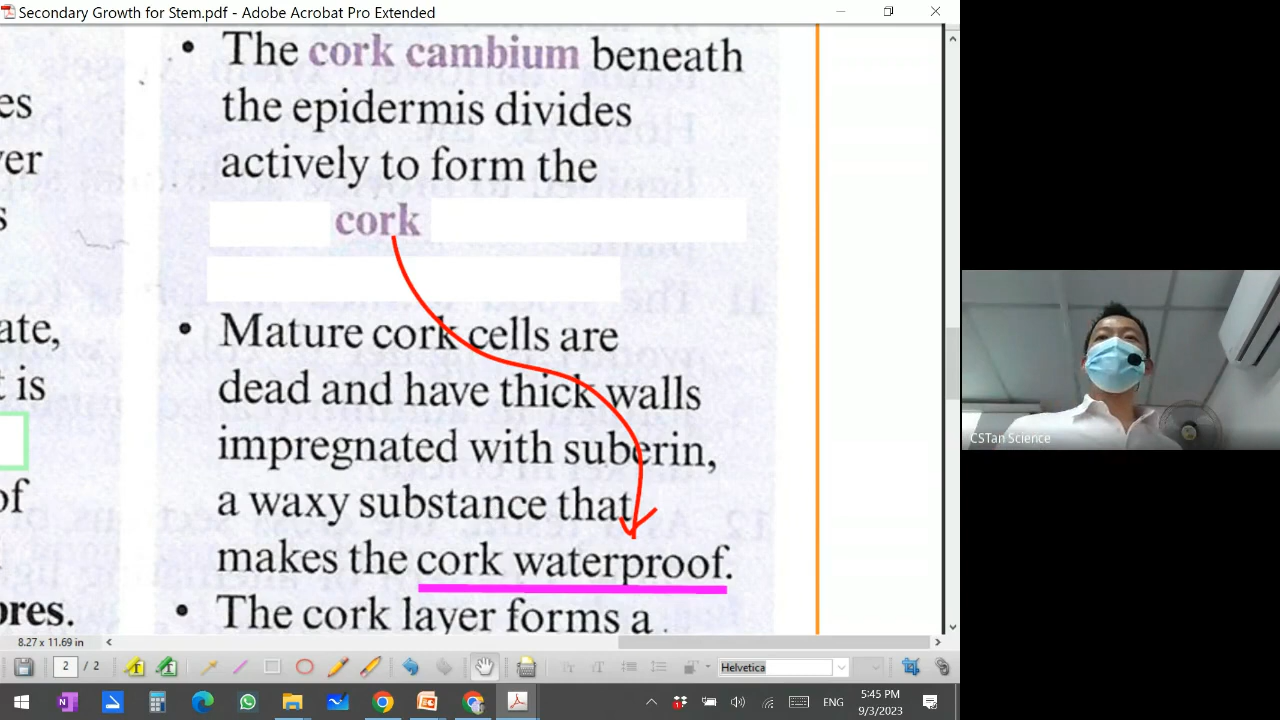 Secondary Growth for Stem.pdf - Adobe Acrobat Pro Extended
• The cork cambium beneath
the epidermis divides
actively to form the
cork
• Mature cork cells are
dead and have thick walls
impregnated with suberin,
a waxy substance that
makes the cork waterproof.
• The cork layer forms a
es
ver
s
ate,
t is
of
ores.
CSTan Science
8.27 x 11.69 in
2 / 2
Helvetica
ENG
5:45 PM
9/3/2023